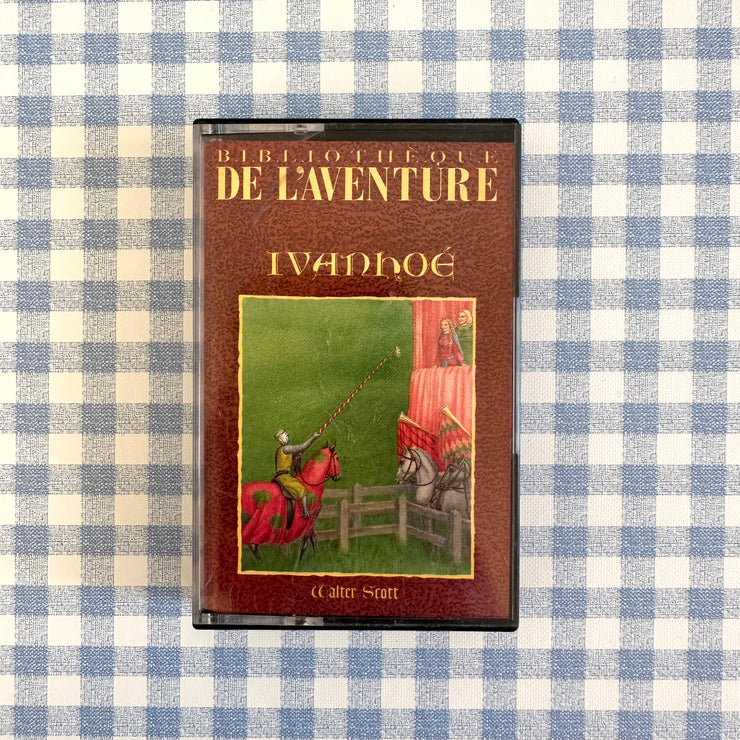 BIBLIOTHÈQUE
DE L'AVENTURE
IVANHOÉ
Walter Scott